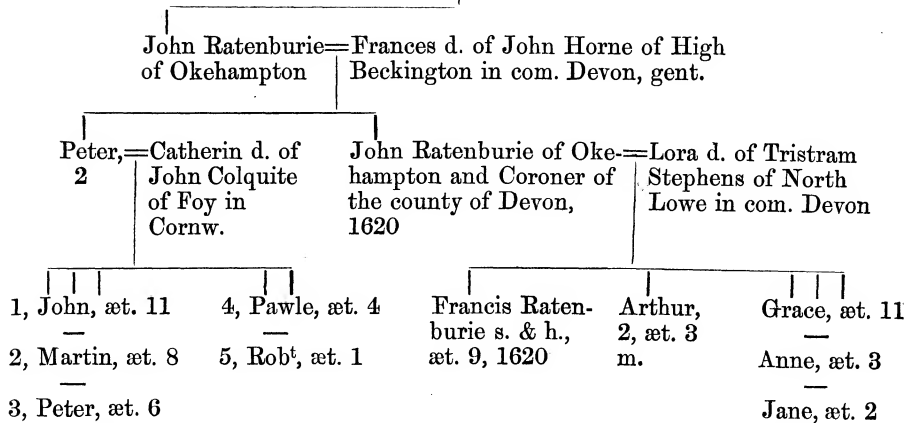 John Ratenburie=Frances d. of John Horne of High
of Okehampton Beckington in com. Devon, gent.
Peter,=Catherin d. of
2 John Colquite
of Foy in
Cornw.
John Ratenburie of Oke-=Lora d. of Tristram
hampton and Coroner of Stephens of North
the county of Devon, Lowe in com. Devon
1620
1, John, æt. 11
2, Martin, æt. 8
3, Peter, æt. 6
4, Pawle, æt. 4
5, Robᵗ, æt. 1
Francis Raten-
burie s. & h.,
æt. 9, 1620
Arthur,
2, æt. 3
m.
Grace, æt. 11
Anne, æt. 3
Jane, æt. 2